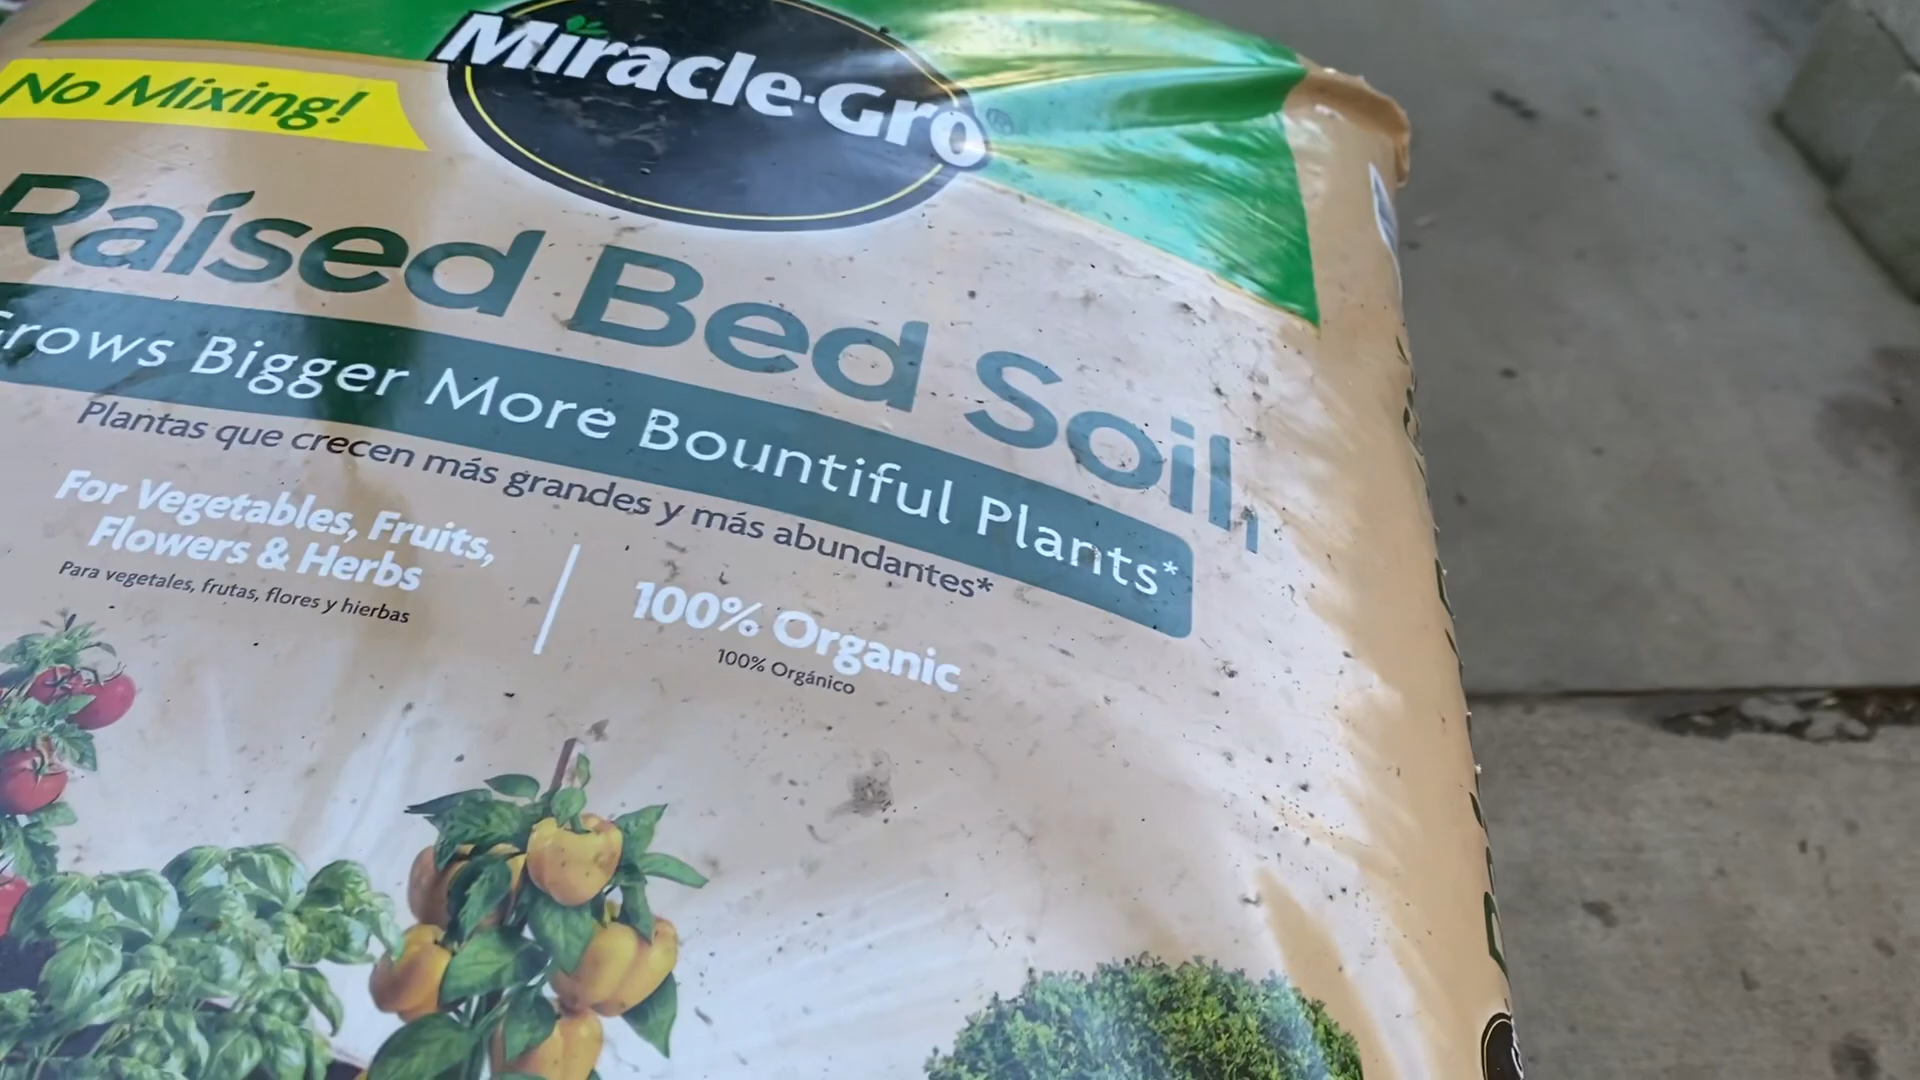 Miracle-Gro®
No Mixing!
Raised Bed Soil
Grows Bigger More Bountiful Plants*
Plantas que crecen más grandes y más abundantes*
For Vegetables, Fruits,
Flowers & Herbs
Para vegetales, frutas, flores y hierbas
100% Organic
100% Orgánico